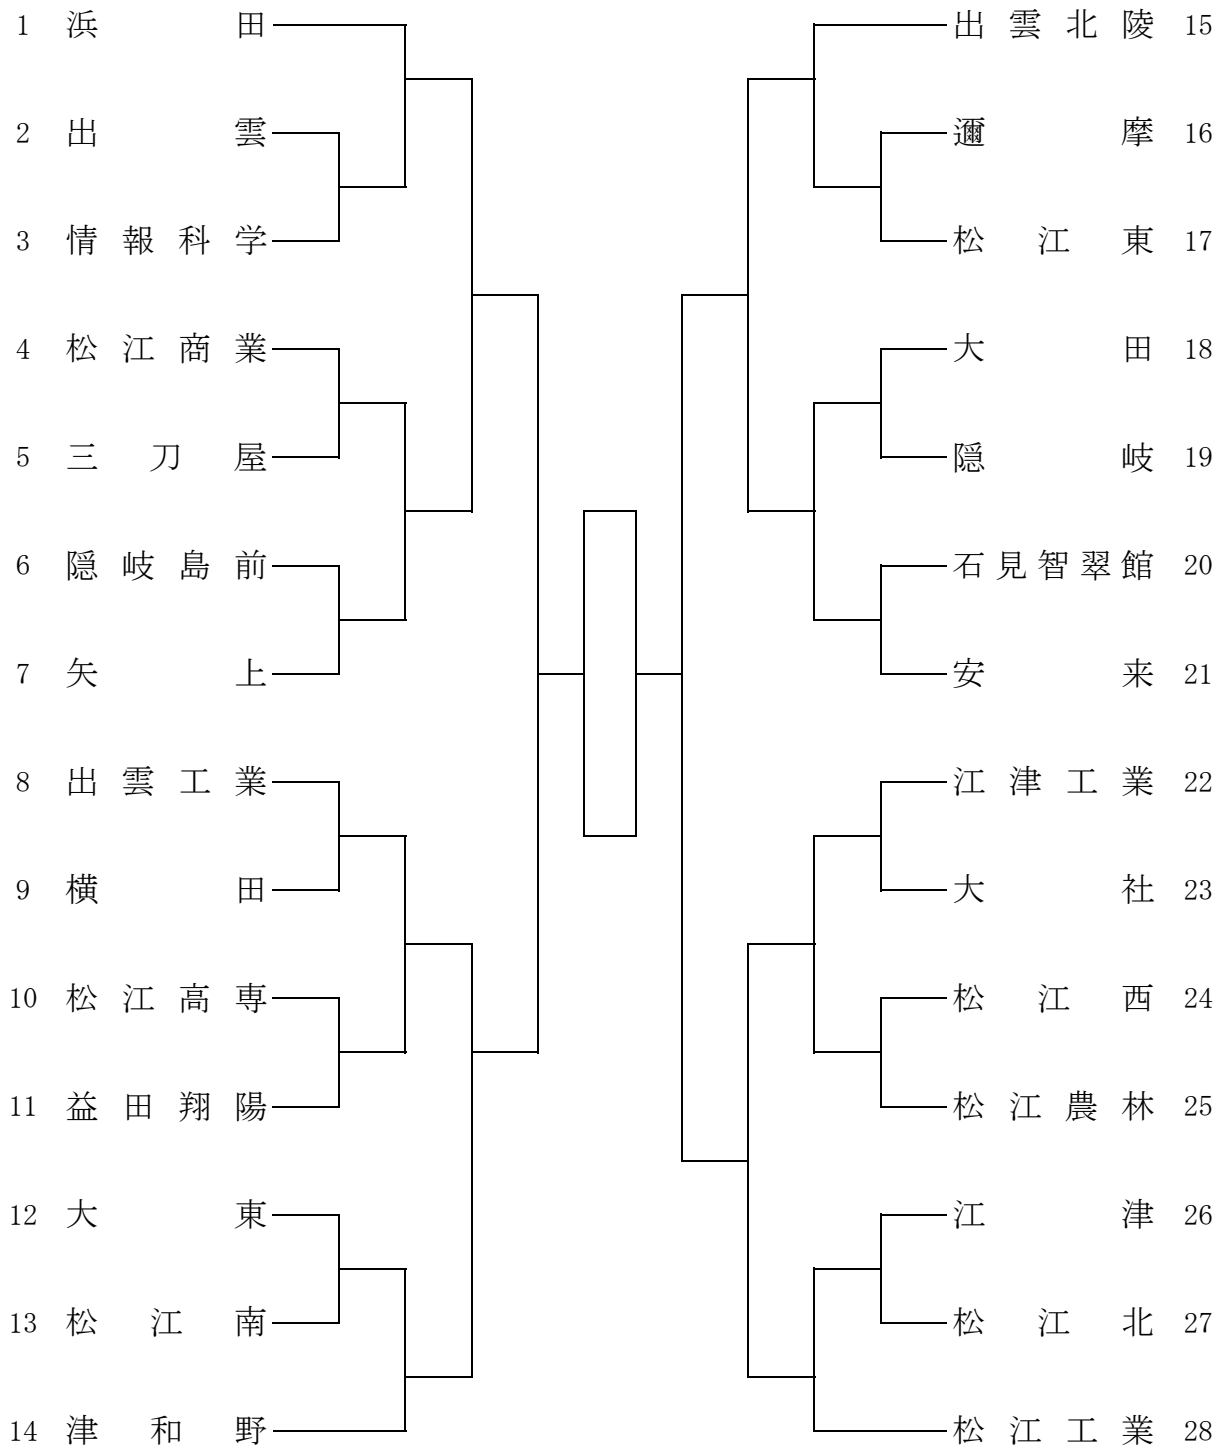 1 浜田
2 出雲
3 情報科学
4 松江商業
5 三刀屋
6 隠岐島前
7 矢上
8 出雲工業
9 横田
10 松江高専
11 益田翔陽
12 大東
13 松江南
14 津和野
出雲北陵 15
邇摩 16
松江東 17
大田 18
隠岐 19
石見智翠館 20
安来 21
江津工業 22
大社 23
松江西 24
松江農林 25
江津 26
松江北 27
松江工業 28